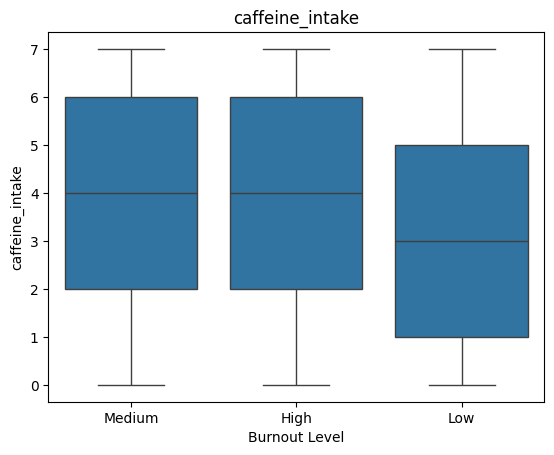 caffeine_intake
caffeine_intake
7
6
5
4
3
2
1
0
Medium High Low
Burnout Level